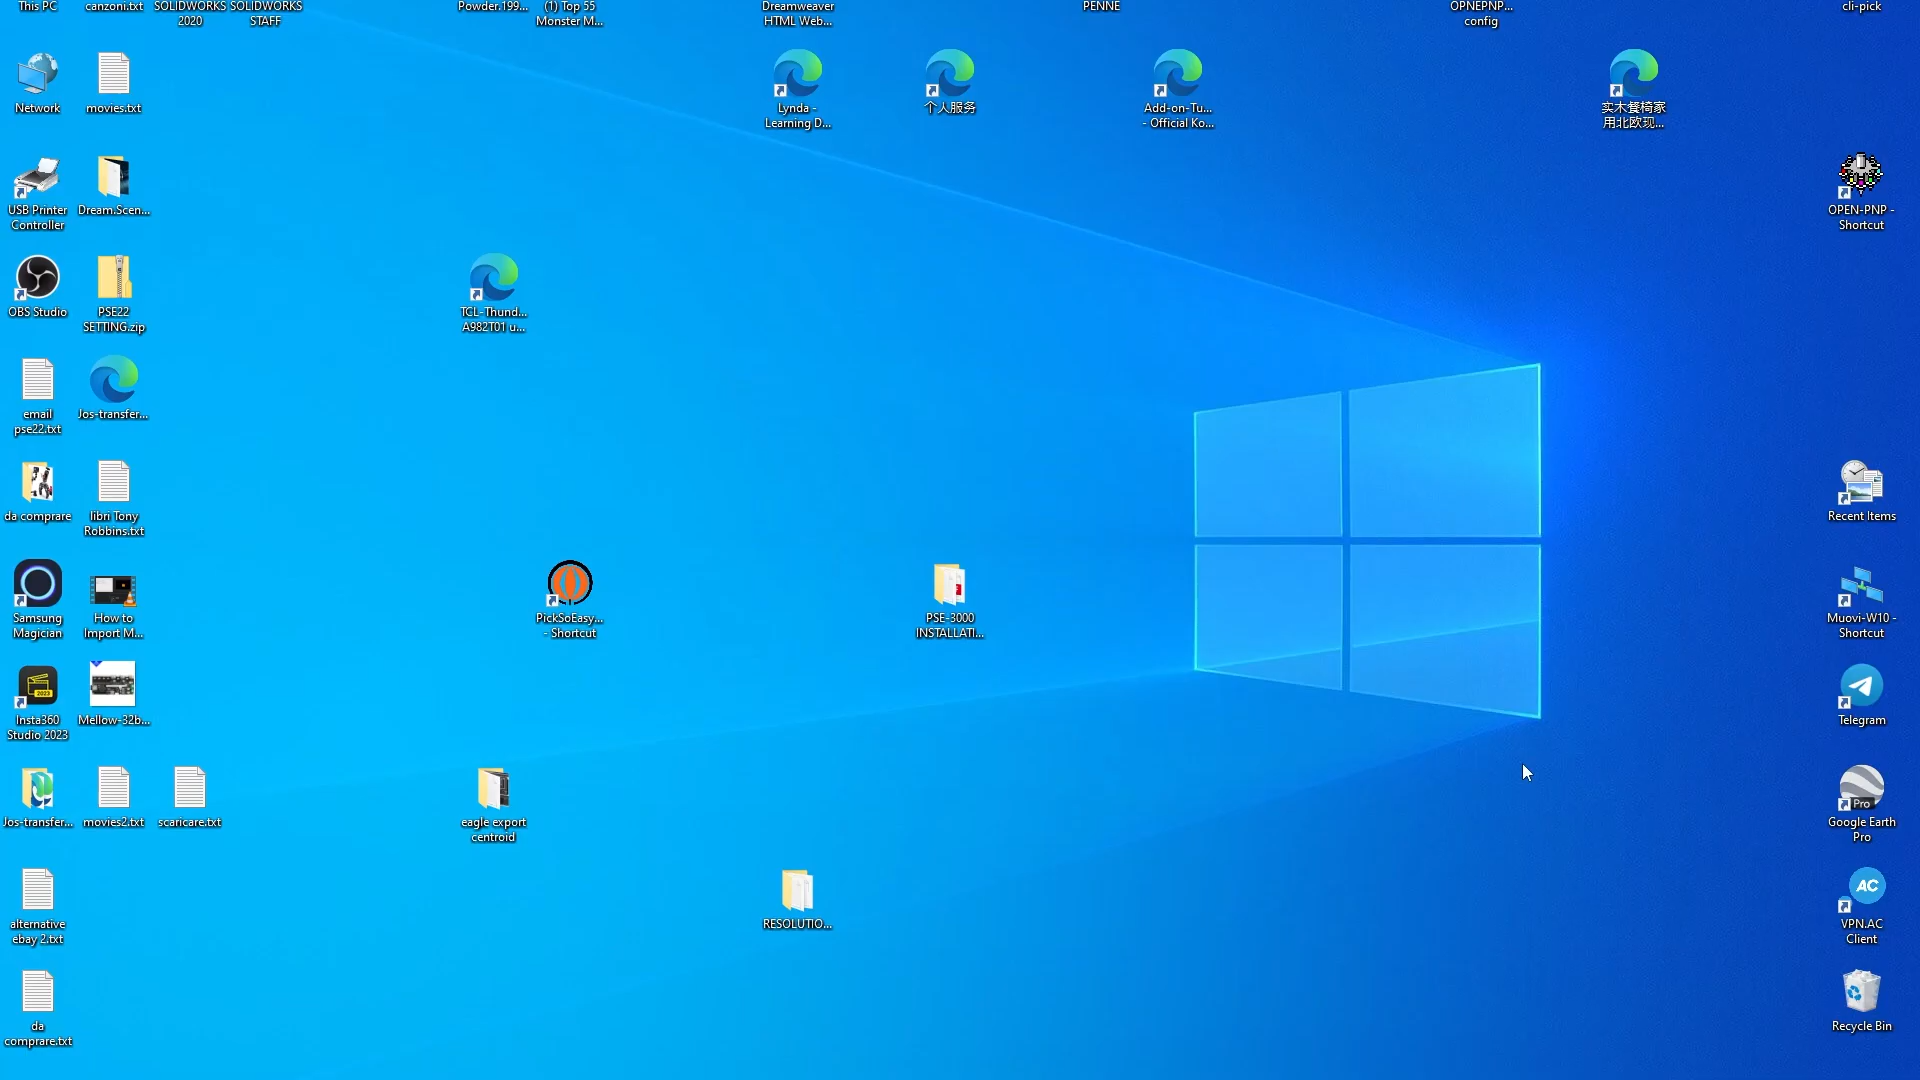 This PC
canzoni.txt
SOLIDWORKS
2020
SOLIDWORKS
STAFF
Powder.199...
(1) Top 55
Monster M...
Dreamweaver
HTML Web...
PENNE
OPNEPNP...
config
cli-pick
Network
movies.txt
Lynda -
Learning D...
个人服务
Add-on-Tu...
- Official Ko...
实木餐椅家
用北欧现...
USB Printer
Controller
Dream.Scen...
OPEN-PNP -
Shortcut
OBS Studio
PSE22
SETTING.zip
TCL-Thund...
A982T01 u...
email
pse22.txt
Jos-transfer...
da comprare
libri Tony
Robbins.txt
Recent Items
Samsung
Magician
How to
Import M...
PickSoEasy...
- Shortcut
PSE-3000
INSTALLATI...
Muovi-W10 -
Shortcut
2023
Insta360
Studio 2023
Mellow-32b...
Telegram
Jos-transfer...
movies2.txt
scaricare.txt
eagle export
centroid
Pro
Google Earth
Pro
alternative
ebay 2.txt
RESOLUTIO...
AC
VPN.AC
Client
da
comprare.txt
Recycle Bin